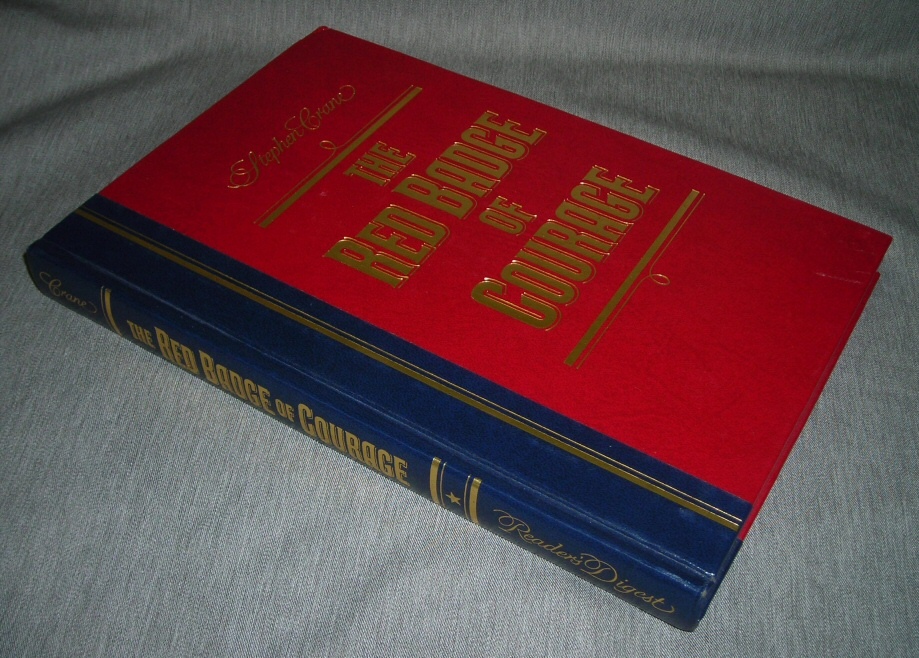 Stephen Crane
THE
RED BADGE
OF
COURAGE
Crane
THE RED BADGE OF COURAGE
Reader's Digest